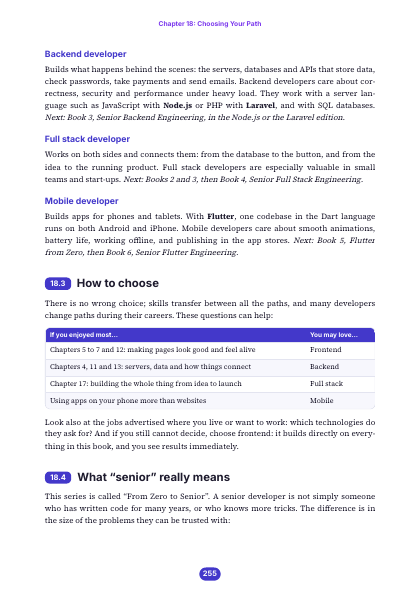 Chapter 18: Choosing Your Path
Backend developer
Builds what happens behind the scenes: the servers, databases and APIs that store data,
check passwords, take payments and send emails. Backend developers care about cor-
rectness, security and performance under heavy load. They work with a server lan-
guage such as JavaScript with Node.js or PHP with Laravel, and with SQL databases.
Next: Book 3, Senior Backend Engineering, in the Node.js or the Laravel edition.
Full stack developer
Works on both sides and connects them: from the database to the button, and from the
idea to the running product. Full stack developers are especially valuable in small
teams and start-ups. Next: Books 2 and 3, then Book 4, Senior Full Stack Engineering.
Mobile developer
Builds apps for phones and tablets. With Flutter, one codebase in the Dart language
runs on both Android and iPhone. Mobile developers care about smooth animations,
battery life, working offline, and publishing in the app stores. Next: Book 5, Flutter
from Zero, then Book 6, Senior Flutter Engineering.
18.3 How to choose
There is no wrong choice; skills transfer between all the paths, and many developers
change paths during their careers. These questions can help:
If you enjoyed most... You may love...
Chapters 5 to 7 and 12: making pages look good and feel alive Frontend
Chapters 4, 11 and 13: servers, data and how things connect Backend
Chapter 17: building the whole thing from idea to launch Full stack
Using apps on your phone more than websites Mobile
Look also at the jobs advertised where you live or want to work: which technologies do
they ask for? And if you still cannot decide, choose frontend: it builds directly on every-
thing in this book, and you see results immediately.
18.4 What “senior” really means
This series is called “From Zero to Senior”. A senior developer is not simply someone
who has written code for many years, or who knows more tricks. The difference is in
the size of the problems they can be trusted with:
255